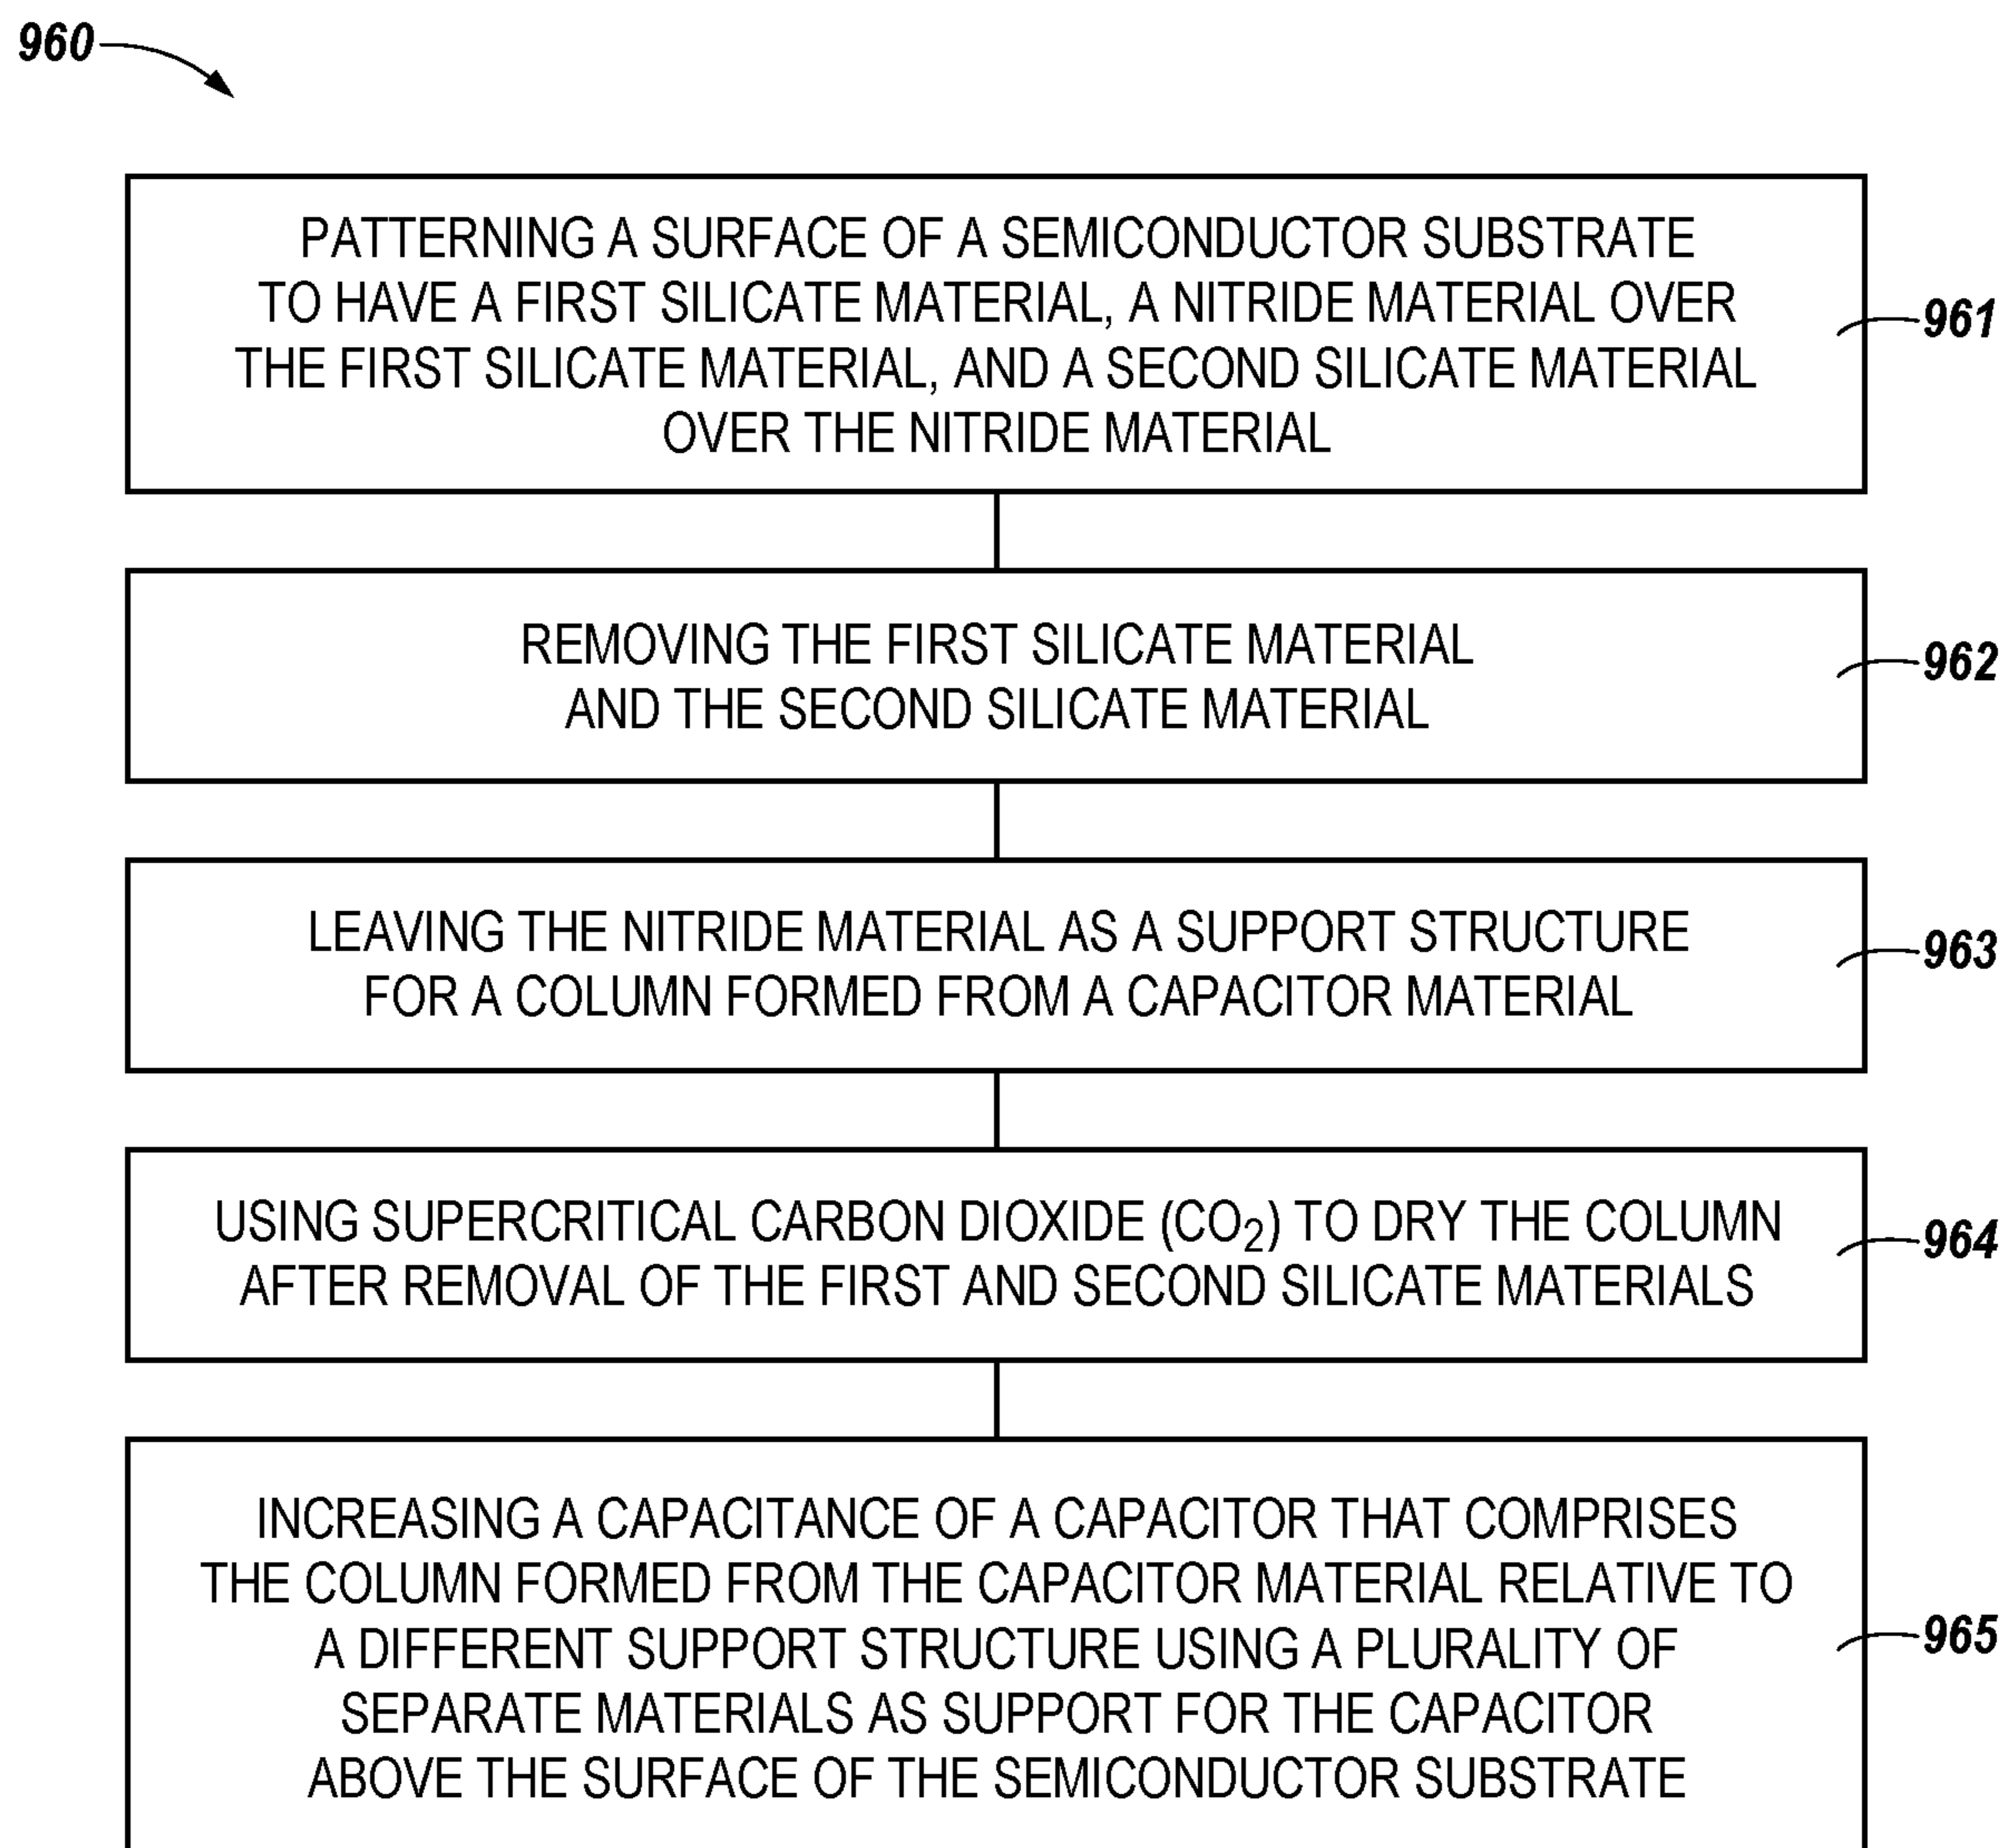 960
PATTERNING A SURFACE OF A SEMICONDUCTOR SUBSTRATE
TO HAVE A FIRST SILICATE MATERIAL, A NITRIDE MATERIAL OVER
THE FIRST SILICATE MATERIAL, AND A SECOND SILICATE MATERIAL
OVER THE NITRIDE MATERIAL
961
REMOVING THE FIRST SILICATE MATERIAL
AND THE SECOND SILICATE MATERIAL
962
LEAVING THE NITRIDE MATERIAL AS A SUPPORT STRUCTURE
FOR A COLUMN FORMED FROM A CAPACITOR MATERIAL
963
USING SUPERCRITICAL CARBON DIOXIDE (CO₂) TO DRY THE COLUMN
AFTER REMOVAL OF THE FIRST AND SECOND SILICATE MATERIALS
964
INCREASING A CAPACITANCE OF A CAPACITOR THAT COMPRISES
THE COLUMN FORMED FROM THE CAPACITOR MATERIAL RELATIVE TO
A DIFFERENT SUPPORT STRUCTURE USING A PLURALITY OF
SEPARATE MATERIALS AS SUPPORT FOR THE CAPACITOR
ABOVE THE SURFACE OF THE SEMICONDUCTOR SUBSTRATE
965